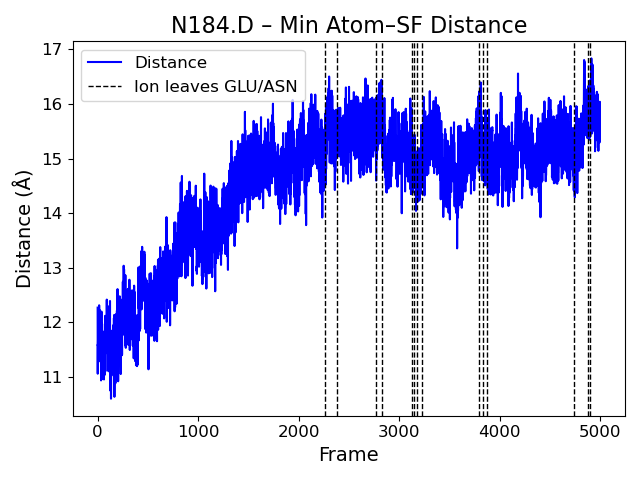 N184.D – Min Atom–SF Distance
Distance
Ion leaves GLU/ASN
Distance (Å)
17
16
15
14
13
12
11
0 1000 2000 3000 4000 5000
Frame